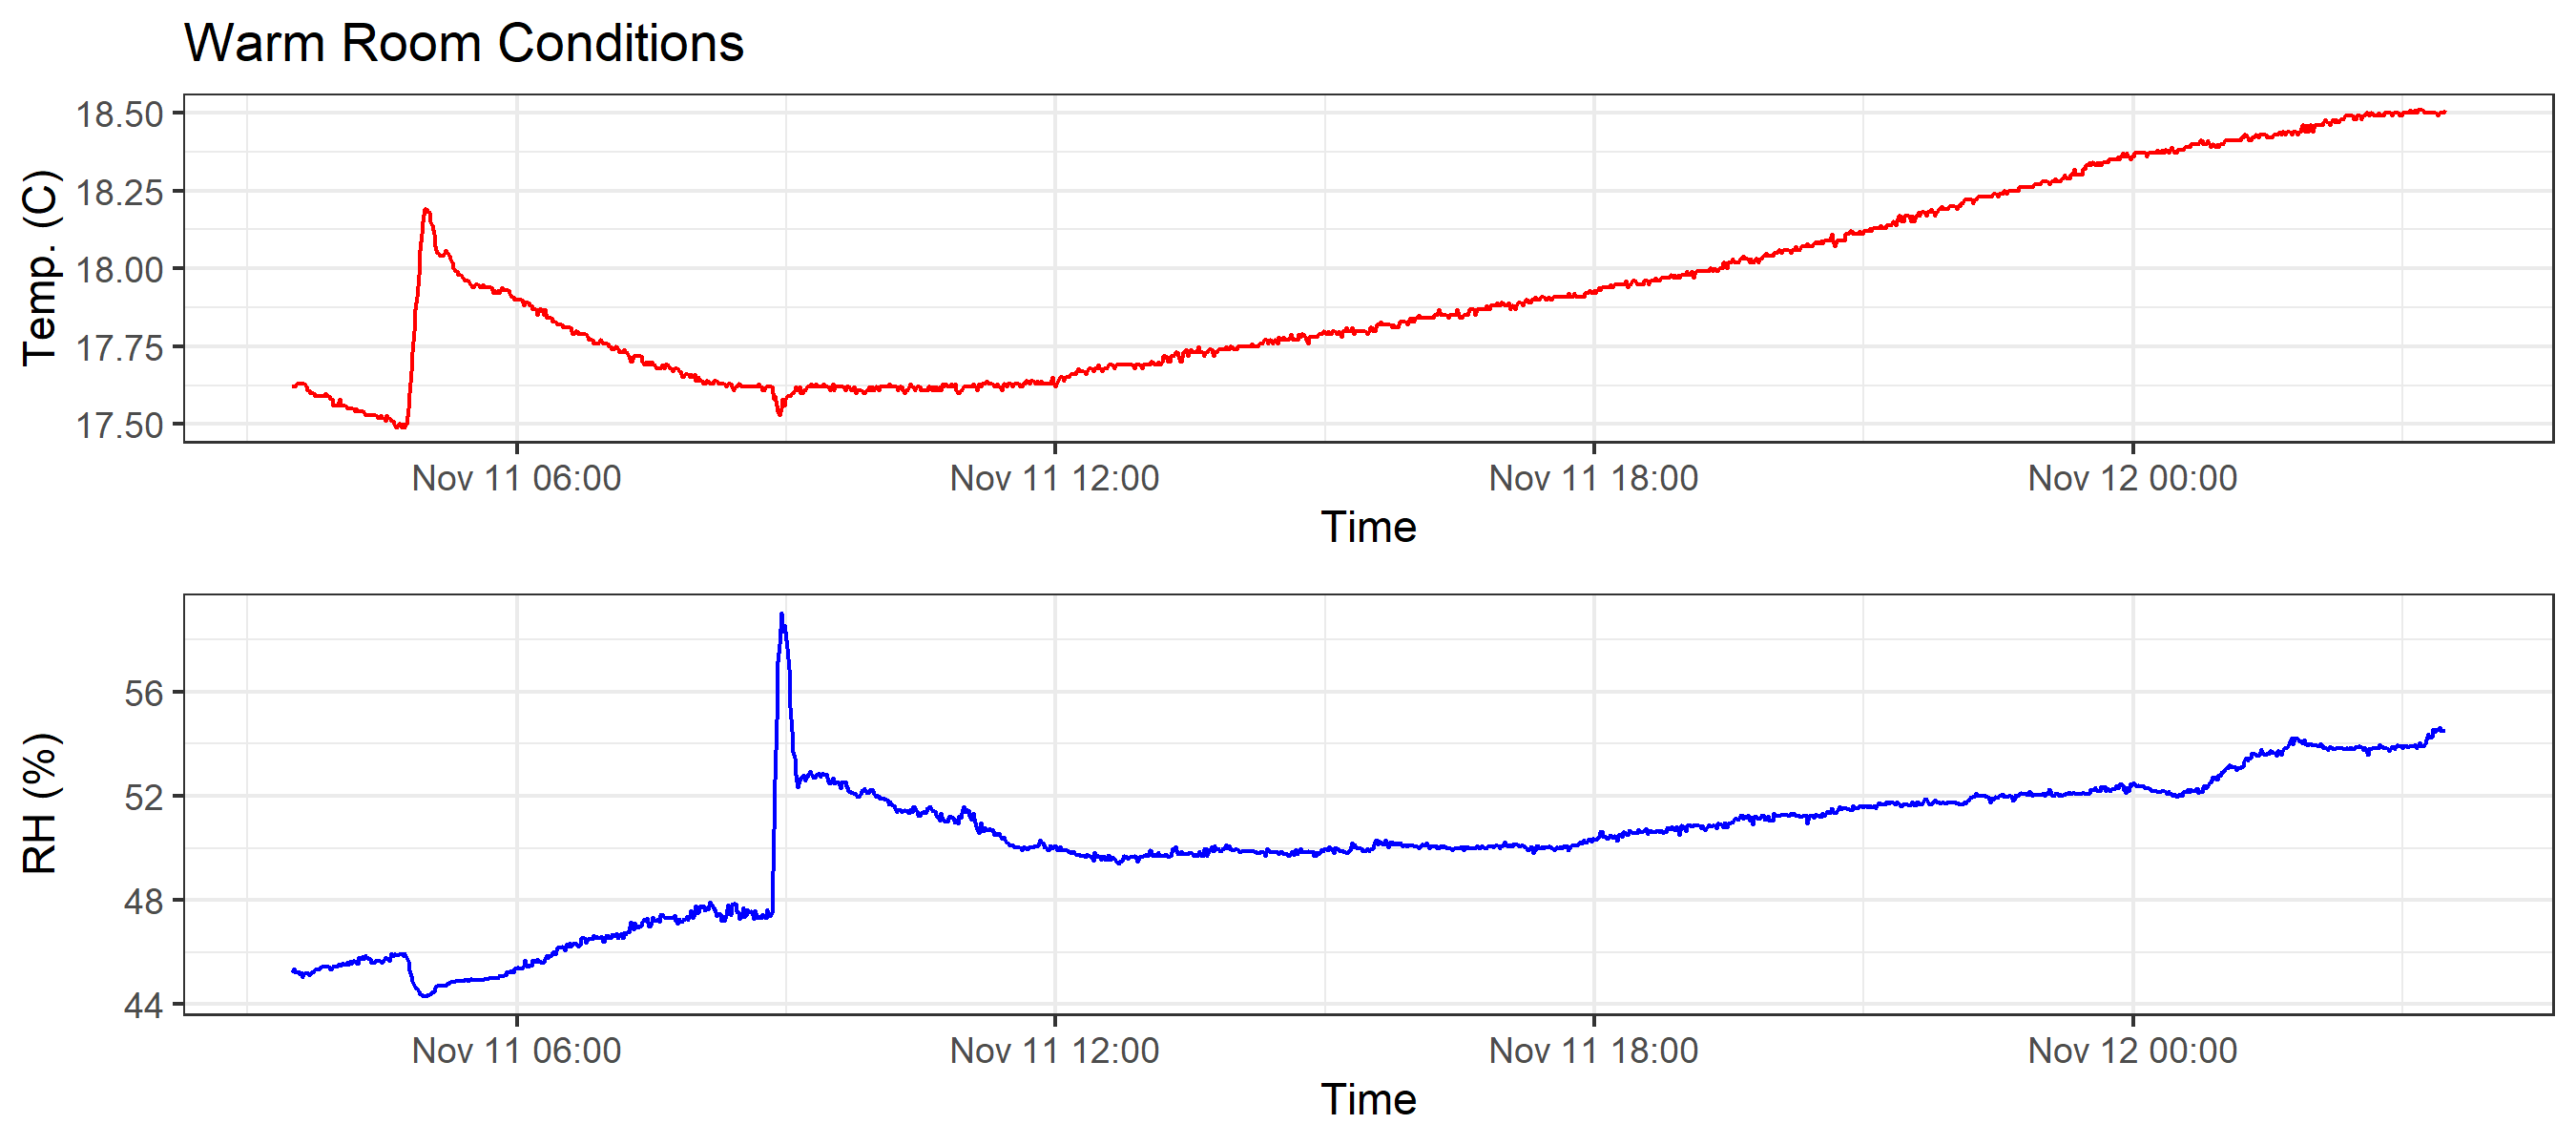 Warm Room Conditions
18.50
18.25
18.00
17.75
17.50
Temp. (C)
Nov 11 06:00 Nov 11 12:00 Nov 11 18:00 Nov 12 00:00
Time
56
52
48
44
RH (%)
Nov 11 06:00 Nov 11 12:00 Nov 11 18:00 Nov 12 00:00
Time